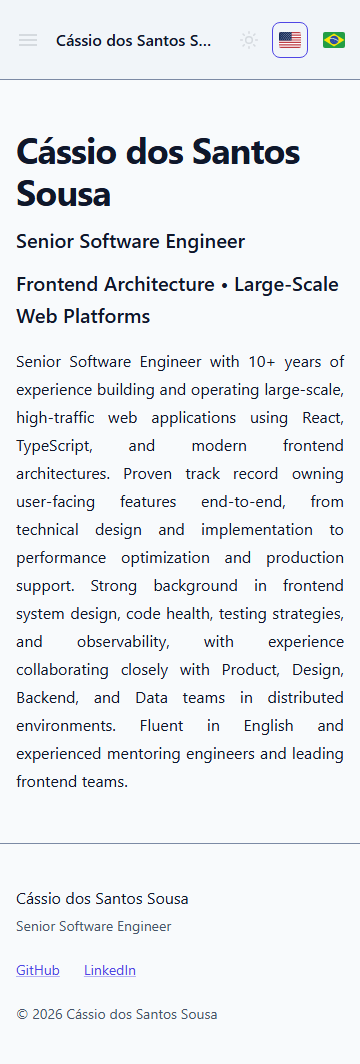 Cássio dos Santos S...
Cássio dos Santos
Sousa
Senior Software Engineer
Frontend Architecture • Large-Scale
Web Platforms
Senior Software Engineer with 10+ years of
experience building and operating large-scale,
high-traffic web applications using React,
TypeScript, and modern frontend
architectures. Proven track record owning
user-facing features end-to-end, from
technical design and implementation to
performance optimization and production
support. Strong background in frontend
system design, code health, testing strategies,
and observability, with experience
collaborating closely with Product, Design,
Backend, and Data teams in distributed
environments. Fluent in English and
experienced mentoring engineers and leading
frontend teams.
Cássio dos Santos Sousa
Senior Software Engineer
GitHub LinkedIn
© 2026 Cássio dos Santos Sousa